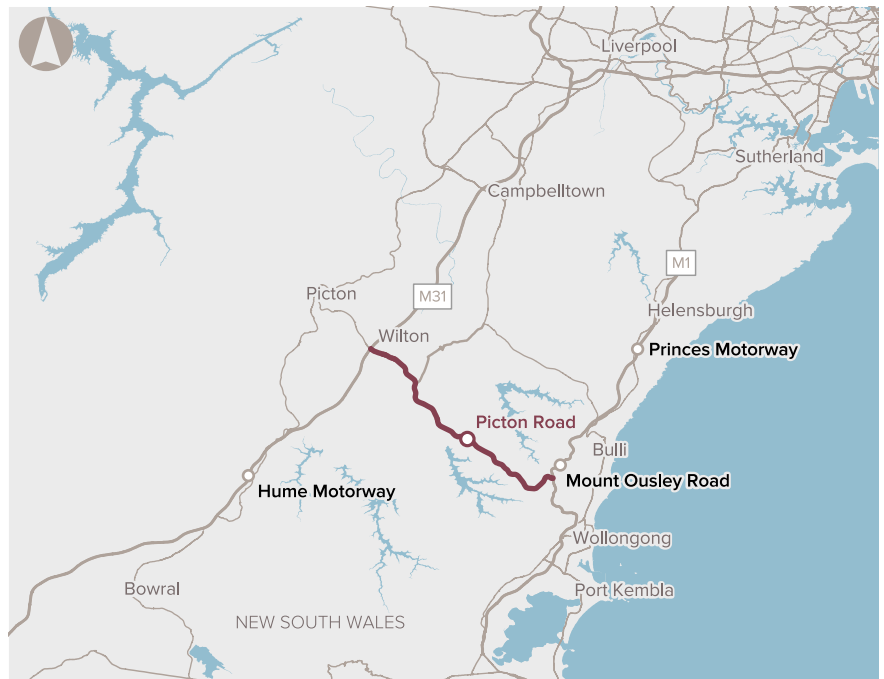 Liverpool
Sutherland
Campbelltown
M1
Picton
M31
Helensburgh
Wilton
Princes Motorway
Picton Road
Bulli
Mount Ousley Road
Hume Motorway
Wollongong
Bowral
Port Kembla
NEW SOUTH WALES